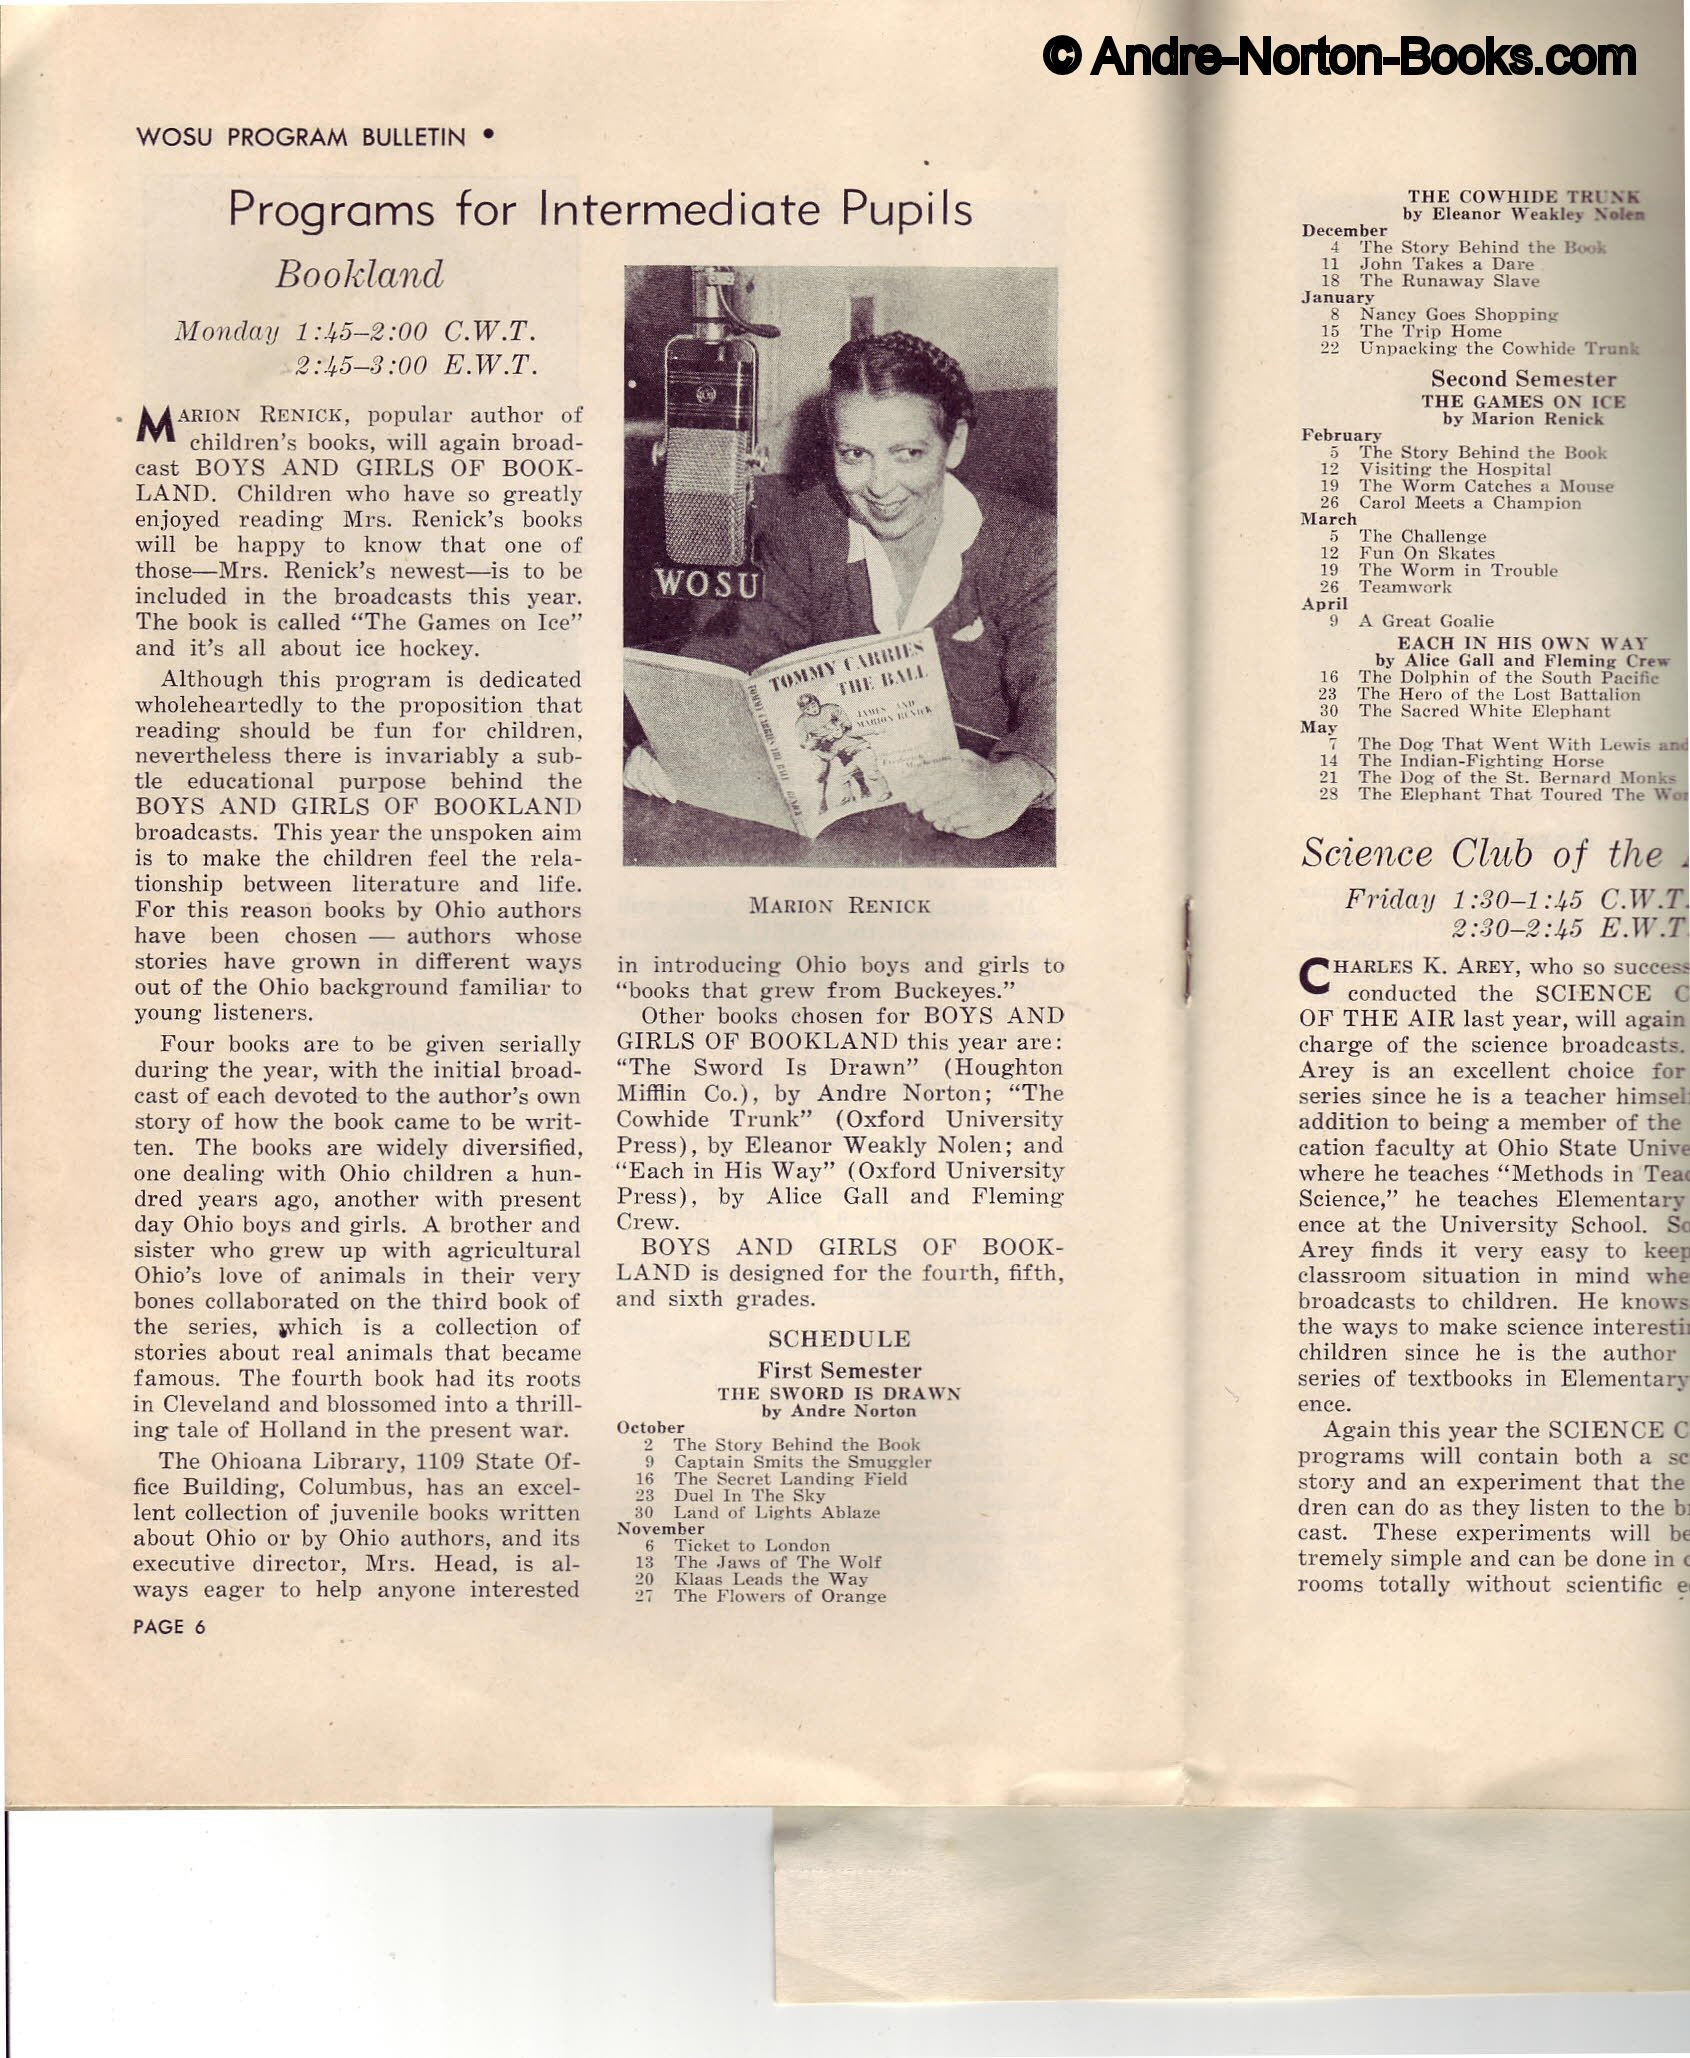 © Andre-Norton-Books.com
WOSU PROGRAM BULLETIN •
Programs for Intermediate Pupils
Bookland
Monday 1:45–2:00 C.W.T.
2:45–3:00 E.W.T.
MARION RENICK, popular author of
children's books, will again broad-
cast BOYS AND GIRLS OF BOOK-
LAND. Children who have so greatly
enjoyed reading Mrs. Renick's books
will be happy to know that one of
those—Mrs. Renick's newest—is to be
included in the broadcasts this year.
The book is called "The Games on Ice"
and it's all about ice hockey.
Although this program is dedicated
wholeheartedly to the proposition that
reading should be fun for children,
nevertheless there is invariably a sub-
tle educational purpose behind the
BOYS AND GIRLS OF BOOKLAND
broadcasts. This year the unspoken aim
is to make the children feel the rela-
tionship between literature and life.
For this reason books by Ohio authors
have been chosen — authors whose
stories have grown in different ways
out of the Ohio background familiar to
young listeners.
Four books are to be given serially
during the year, with the initial broad-
cast of each devoted to the author's own
story of how the book came to be writ-
ten. The books are widely diversified,
one dealing with Ohio children a hun-
dred years ago, another with present
day Ohio boys and girls. A brother and
sister who grew up with agricultural
Ohio's love of animals in their very
bones collaborated on the third book of
the series, which is a collection of
stories about real animals that became
famous. The fourth book had its roots
in Cleveland and blossomed into a thrill-
ing tale of Holland in the present war.
The Ohioana Library, 1109 State Of-
fice Building, Columbus, has an excel-
lent collection of juvenile books written
about Ohio or by Ohio authors, and its
executive director, Mrs. Head, is al-
ways eager to help anyone interested
PAGE 6
WOSU
TOMMY CARRIES
THE BALL
JAMES AND
MARION RENICK
MARION RENICK
in introducing Ohio boys and girls to
"books that grew from Buckeyes."
Other books chosen for BOYS AND
GIRLS OF BOOKLAND this year are:
"The Sword Is Drawn" (Houghton
Mifflin Co.), by Andre Norton; "The
Cowhide Trunk" (Oxford University
Press), by Eleanor Weakly Nolen; and
"Each in His Way" (Oxford University
Press), by Alice Gall and Fleming
Crew.
BOYS AND GIRLS OF BOOK-
LAND is designed for the fourth, fifth,
and sixth grades.
SCHEDULE
First Semester
THE SWORD IS DRAWN
by Andre Norton
October
2 The Story Behind the Book
9 Captain Smits the Smuggler
16 The Secret Landing Field
23 Duel In The Sky
30 Land of Lights Ablaze
November
6 Ticket to London
13 The Jaws of The Wolf
20 Klaas Leads the Way
27 The Flowers of Orange
THE COWHIDE TRUNK
by Eleanor Weakley Nolen
December
4 The Story Behind the Book
11 John Takes a Dare
18 The Runaway Slave
January
8 Nancy Goes Shopping
15 The Trip Home
22 Unpacking the Cowhide Trunk
Second Semester
THE GAMES ON ICE
by Marion Renick
February
5 The Story Behind the Book
12 Visiting the Hospital
19 The Worm Catches a Mouse
26 Carol Meets a Champion
March
5 The Challenge
12 Fun On Skates
19 The Worm in Trouble
26 Teamwork
April
9 A Great Goalie
EACH IN HIS OWN WAY
by Alice Gall and Fleming Crew
16 The Dolphin of the South Pacific
23 The Hero of the Lost Battalion
30 The Sacred White Elephant
May
7 The Dog That Went With Lewis and
14 The Indian-Fighting Horse
21 The Dog of the St. Bernard Monks
28 The Elephant That Toured The
Science Club of the
Friday 1:30–1:45 C.W.T.
2:30–2:45 E.W.T.
CHARLES K. AREY, who so
conducted the SCIENCE
OF THE AIR last year, will again
charge of the science broadcasts.
Arey is an excellent choice for
series since he is a teacher
addition to being a member of the
cation faculty at Ohio State
where he teaches "Methods in
Science," he teaches Elementary
ence at the University School.
Arey finds it very easy to keep
classroom situation in mind
broadcasts to children. He knows
the ways to make science
children since he is the author
series of textbooks in Elementary
ence.
Again this year the SCIENCE
programs will contain both a
story and an experiment that the
dren can do as they listen to the
cast. These experiments will
tremely simple and can be done in
rooms totally without scientific